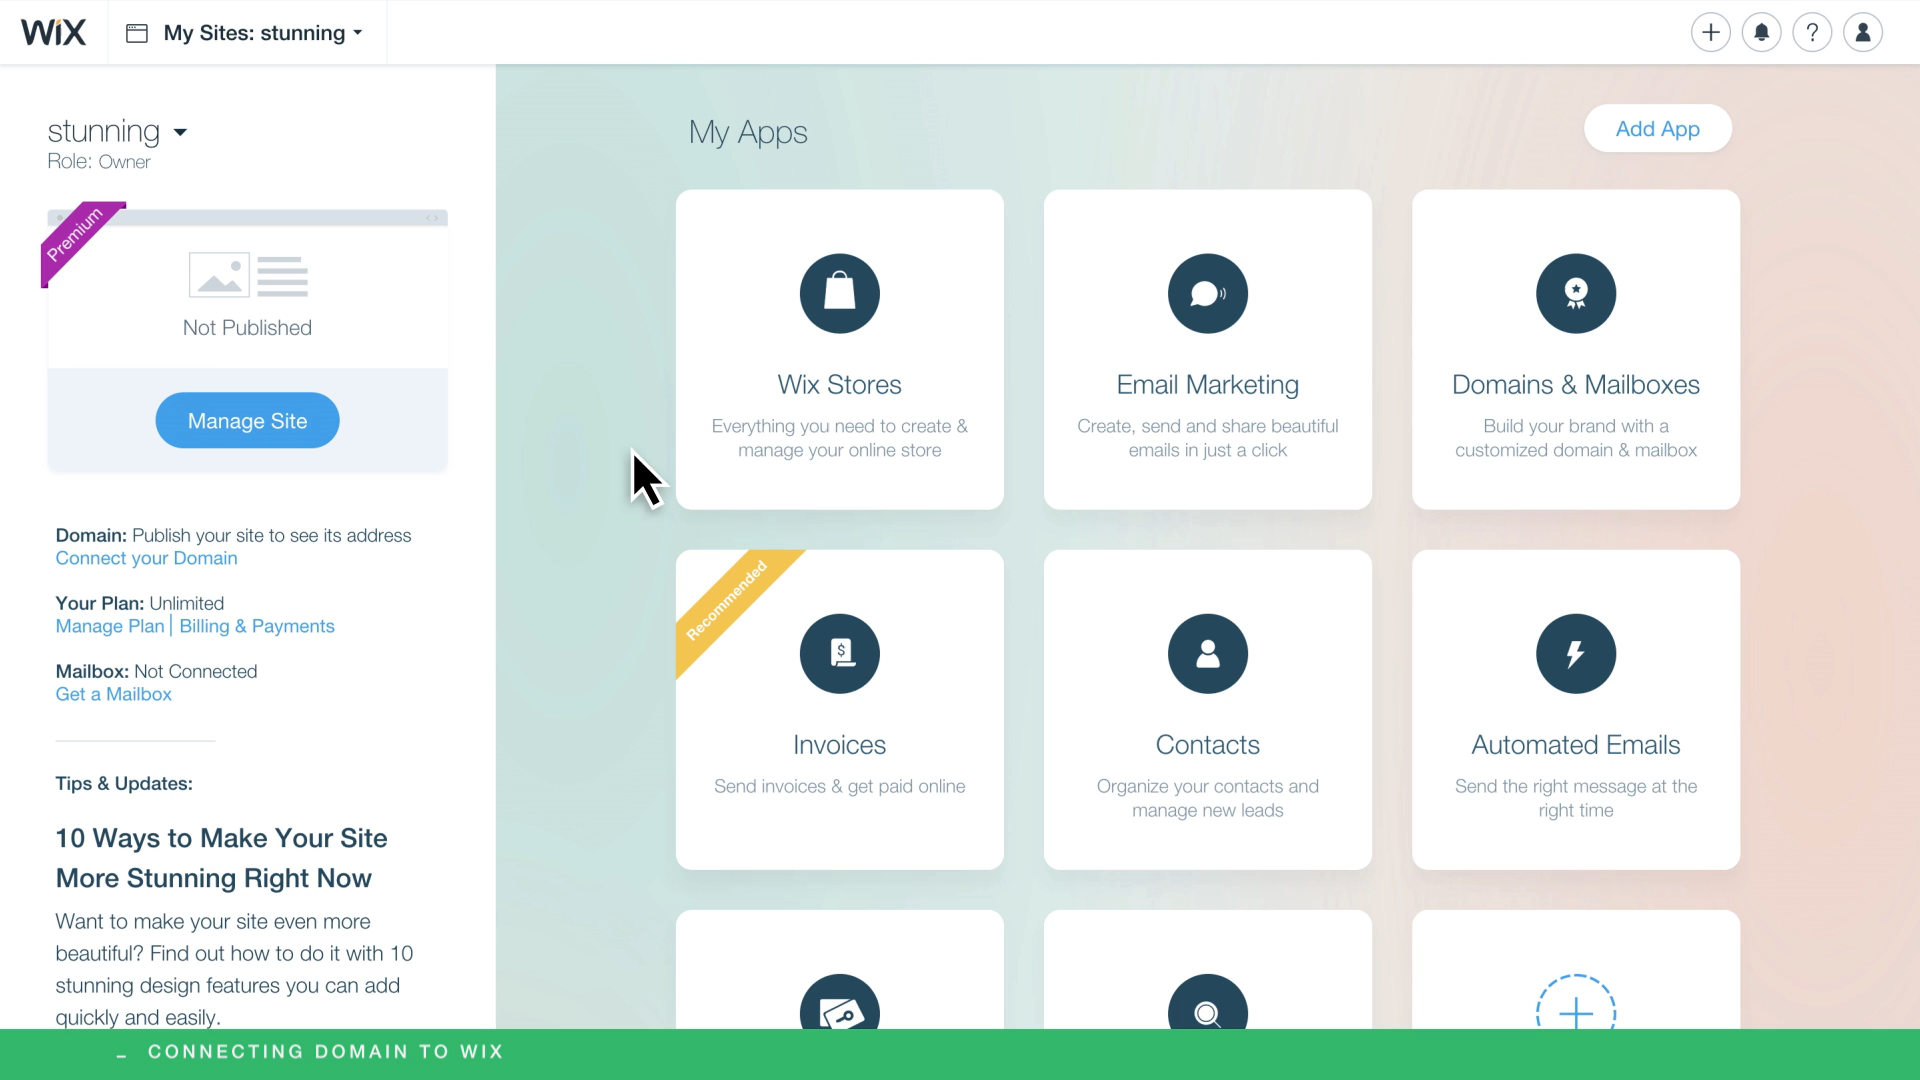 WiX
My Sites: stunning
?
stunning
Role: Owner
Premium
Not Published
Manage Site
Domain: Publish your site to see its address
Connect your Domain
Your Plan: Unlimited
Manage Plan | Billing & Payments
Mailbox: Not Connected
Get a Mailbox
Tips & Updates:
10 Ways to Make Your Site
More Stunning Right Now
Want to make your site even more
beautiful? Find out how to do it with 10
stunning design features you can add
quickly and easily.
My Apps
Add App
Wix Stores
Everything you need to create &
manage your online store
Email Marketing
Create, send and share beautiful
emails in just a click
Domains & Mailboxes
Build your brand with a
customized domain & mailbox
Recommended
$
Invoices
Send invoices & get paid online
Contacts
Organize your contacts and
manage new leads
Automated Emails
Send the right message at the
right time
_ CONNECTING DOMAIN TO WIX